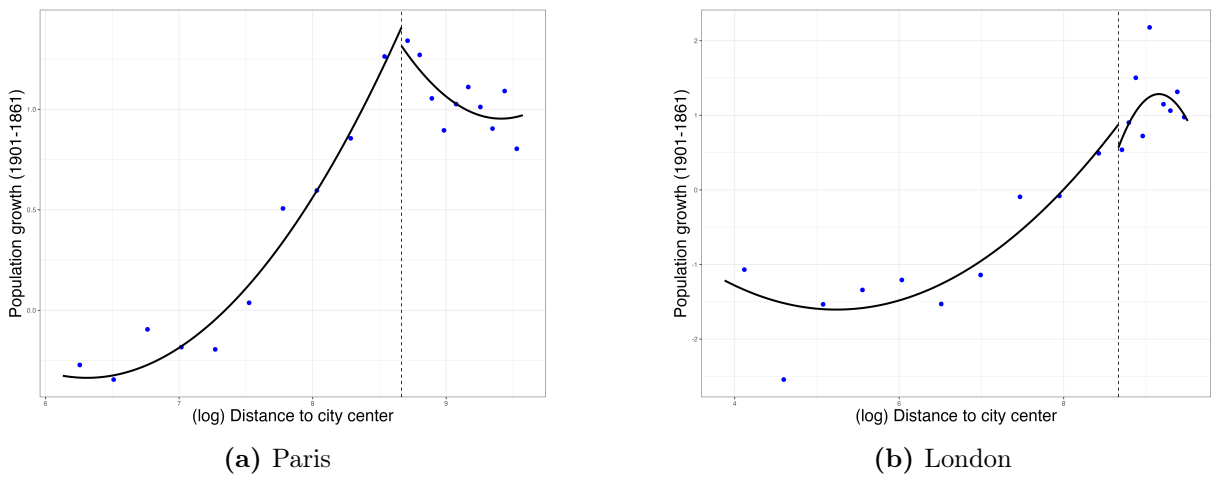 Population growth (1901-1861)
1.0
0.5
0.0
6
7
8
9
(log) Distance to city center
(a) Paris
Population growth (1901-1861)
2
1
0
-1
-2
4
6
8
(log) Distance to city center
(b) London